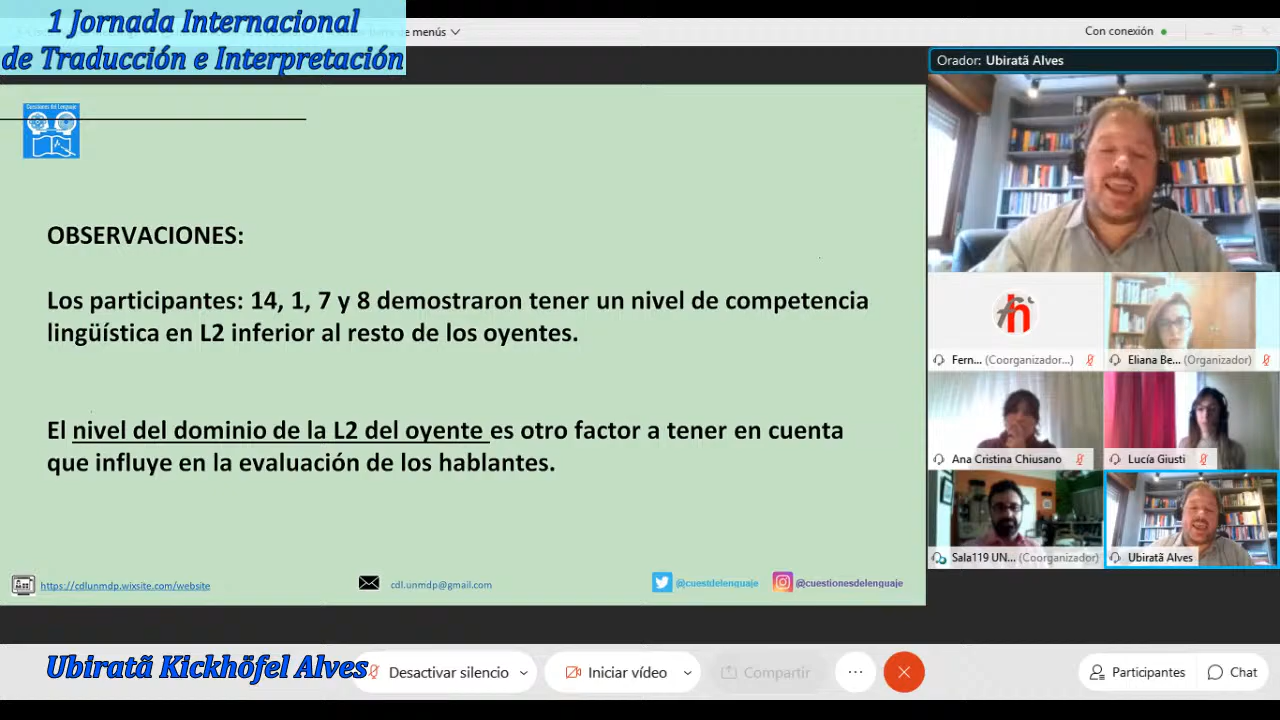 1 Jornada Internacional
de Traducción e Interpretación
menús
Con conexión
Orador: Ubiratã Alves
Cuestiones del Lenguaje
OBSERVACIONES:
Los participantes: 14, 1, 7 y 8 demostraron tener un nivel de competencia
lingüística en L2 inferior al resto de los oyentes.
El nivel del dominio de la L2 del oyente es otro factor a tener en cuenta
que influye en la evaluación de los hablantes.
https://cdlunmdp.wixsite.com/website
cdl.unmdp@gmail.com
@cuestdelenguaje
@cuestionesdelenguaje
h
Fern... (Coorganizador...)
Eliana Be... (Organizador)
Ana Cristina Chiusano
Lucía Giusti
Sala119 UN... (Coorganizador)
Ubiratã Alves
Ubiratã Kickhöfel Alves
Desactivar silencio
Iniciar vídeo
Compartir
Participantes
Chat